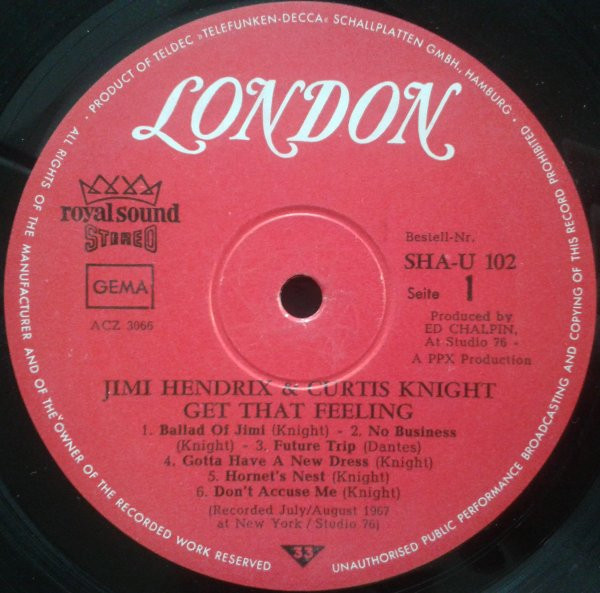 · PRODUCT OF TELDEC »TELEFUNKEN-DECCA« SCHALLPLATTEN GMBH., HAMBURG ·
LONDON
royal sound
STEREO
GEMA
ACZ 3066
Bestell-Nr.
SHA-U 102
Seite 1
Produced by
ED CHALPIN,
At Studio 76 -
A PPX Production
JIMI HENDRIX & CURTIS KNIGHT
GET THAT FEELING
1. Ballad Of Jimi (Knight) - 2. No Business
(Knight) - 3. Future Trip (Dantes)
4. Gotta Have A New Dress (Knight)
5. Hornet's Nest (Knight)
6. Don't Accuse Me (Knight)
(Recorded July/August 1967
at New York/Studio 76)
33
ALL RIGHTS OF THE MANUFACTURER AND OF THE OWNER OF THE RECORDED WORK RESERVED
UNAUTHORISED PUBLIC PERFORMANCE BROADCASTING AND COPYING OF THIS RECORD PROHIBITED